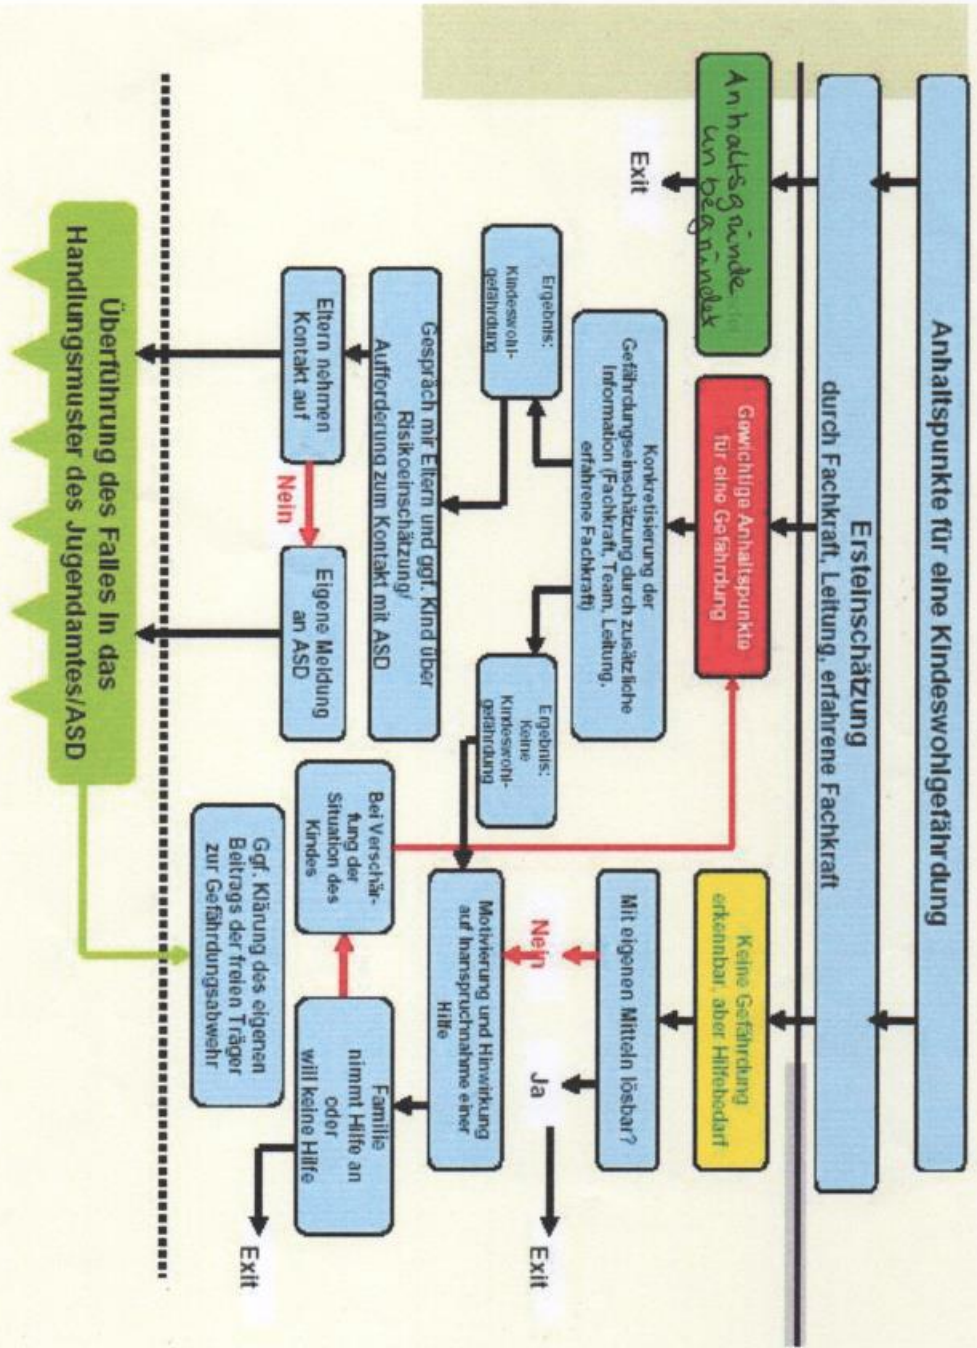 Anhaltspunkte für eine Kindeswohlgefährdung
Ersteinschätzung
durch Fachkraft, Leitung, erfahrene Fachkraft
Anhaltsgründe
unbegründet
Exit
Gewichtige Anhaltspunkte
für eine Gefährdung
Keine Gefährdung
erkennbar, aber Hilfebedarf
Konkretisierung der
Gefährdungseinschätzung durch zusätzliche
Information (Fachkraft, Team, Leitung,
erfahrene Fachkraft)
Mit eigenen Mitteln lösbar?
Nein
Ja
Exit
Ergebnis:
Kindeswohl-
gefährdung
Ergebnis:
Keine
Kindeswohl-
gefährdung
Motivierung und Hinwirkung
auf Inanspruchnahme einer
Hilfe
Gespräch mir Eltern und ggf. Kind über
Risikoeinschätzung/
Aufforderung zum Kontakt mit ASD
Bei Verschär-
fung der
Situation des
Kindes
Familie
nimmt Hilfe an
oder
will keine Hilfe
Exit
Eltern nehmen
Kontakt auf
Nein
Eigene Meldung
an ASD
Ggf. Klärung des eigenen
Beitrags der freien Träger
zur Gefährdungsabwehr
Überführung des Falles in das
Handlungsmuster des Jugendamtes/ASD